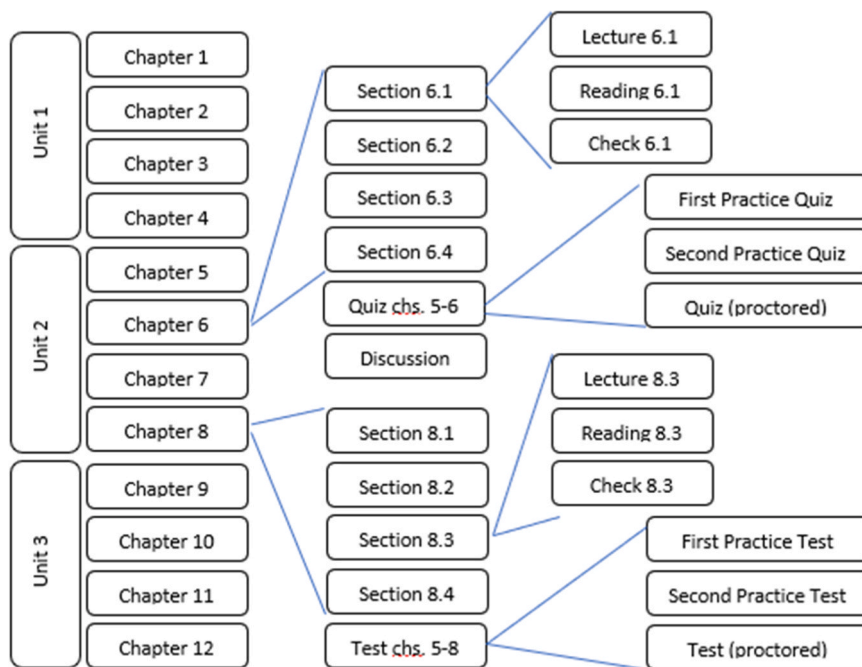 Unit 1
Chapter 1
Chapter 2
Chapter 3
Chapter 4
Unit 2
Chapter 5
Chapter 6
Chapter 7
Chapter 8
Unit 3
Chapter 9
Chapter 10
Chapter 11
Chapter 12
Section 6.1
Section 6.2
Section 6.3
Section 6.4
Quiz chs. 5-6
Discussion
Section 8.1
Section 8.2
Section 8.3
Section 8.4
Test chs. 5-8
Lecture 6.1
Reading 6.1
Check 6.1
First Practice Quiz
Second Practice Quiz
Quiz (proctored)
Lecture 8.3
Reading 8.3
Check 8.3
First Practice Test
Second Practice Test
Test (proctored)